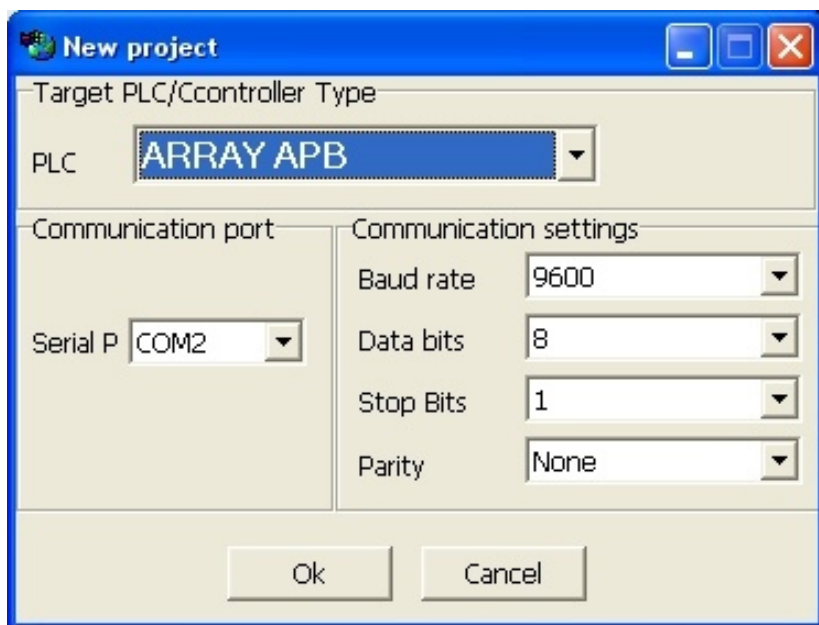 New project
Target PLC/Ccontroller Type
PLC ARRAY APB
Communication port
Serial P COM2
Communication settings
Baud rate 9600
Data bits 8
Stop Bits 1
Parity None
Ok Cancel